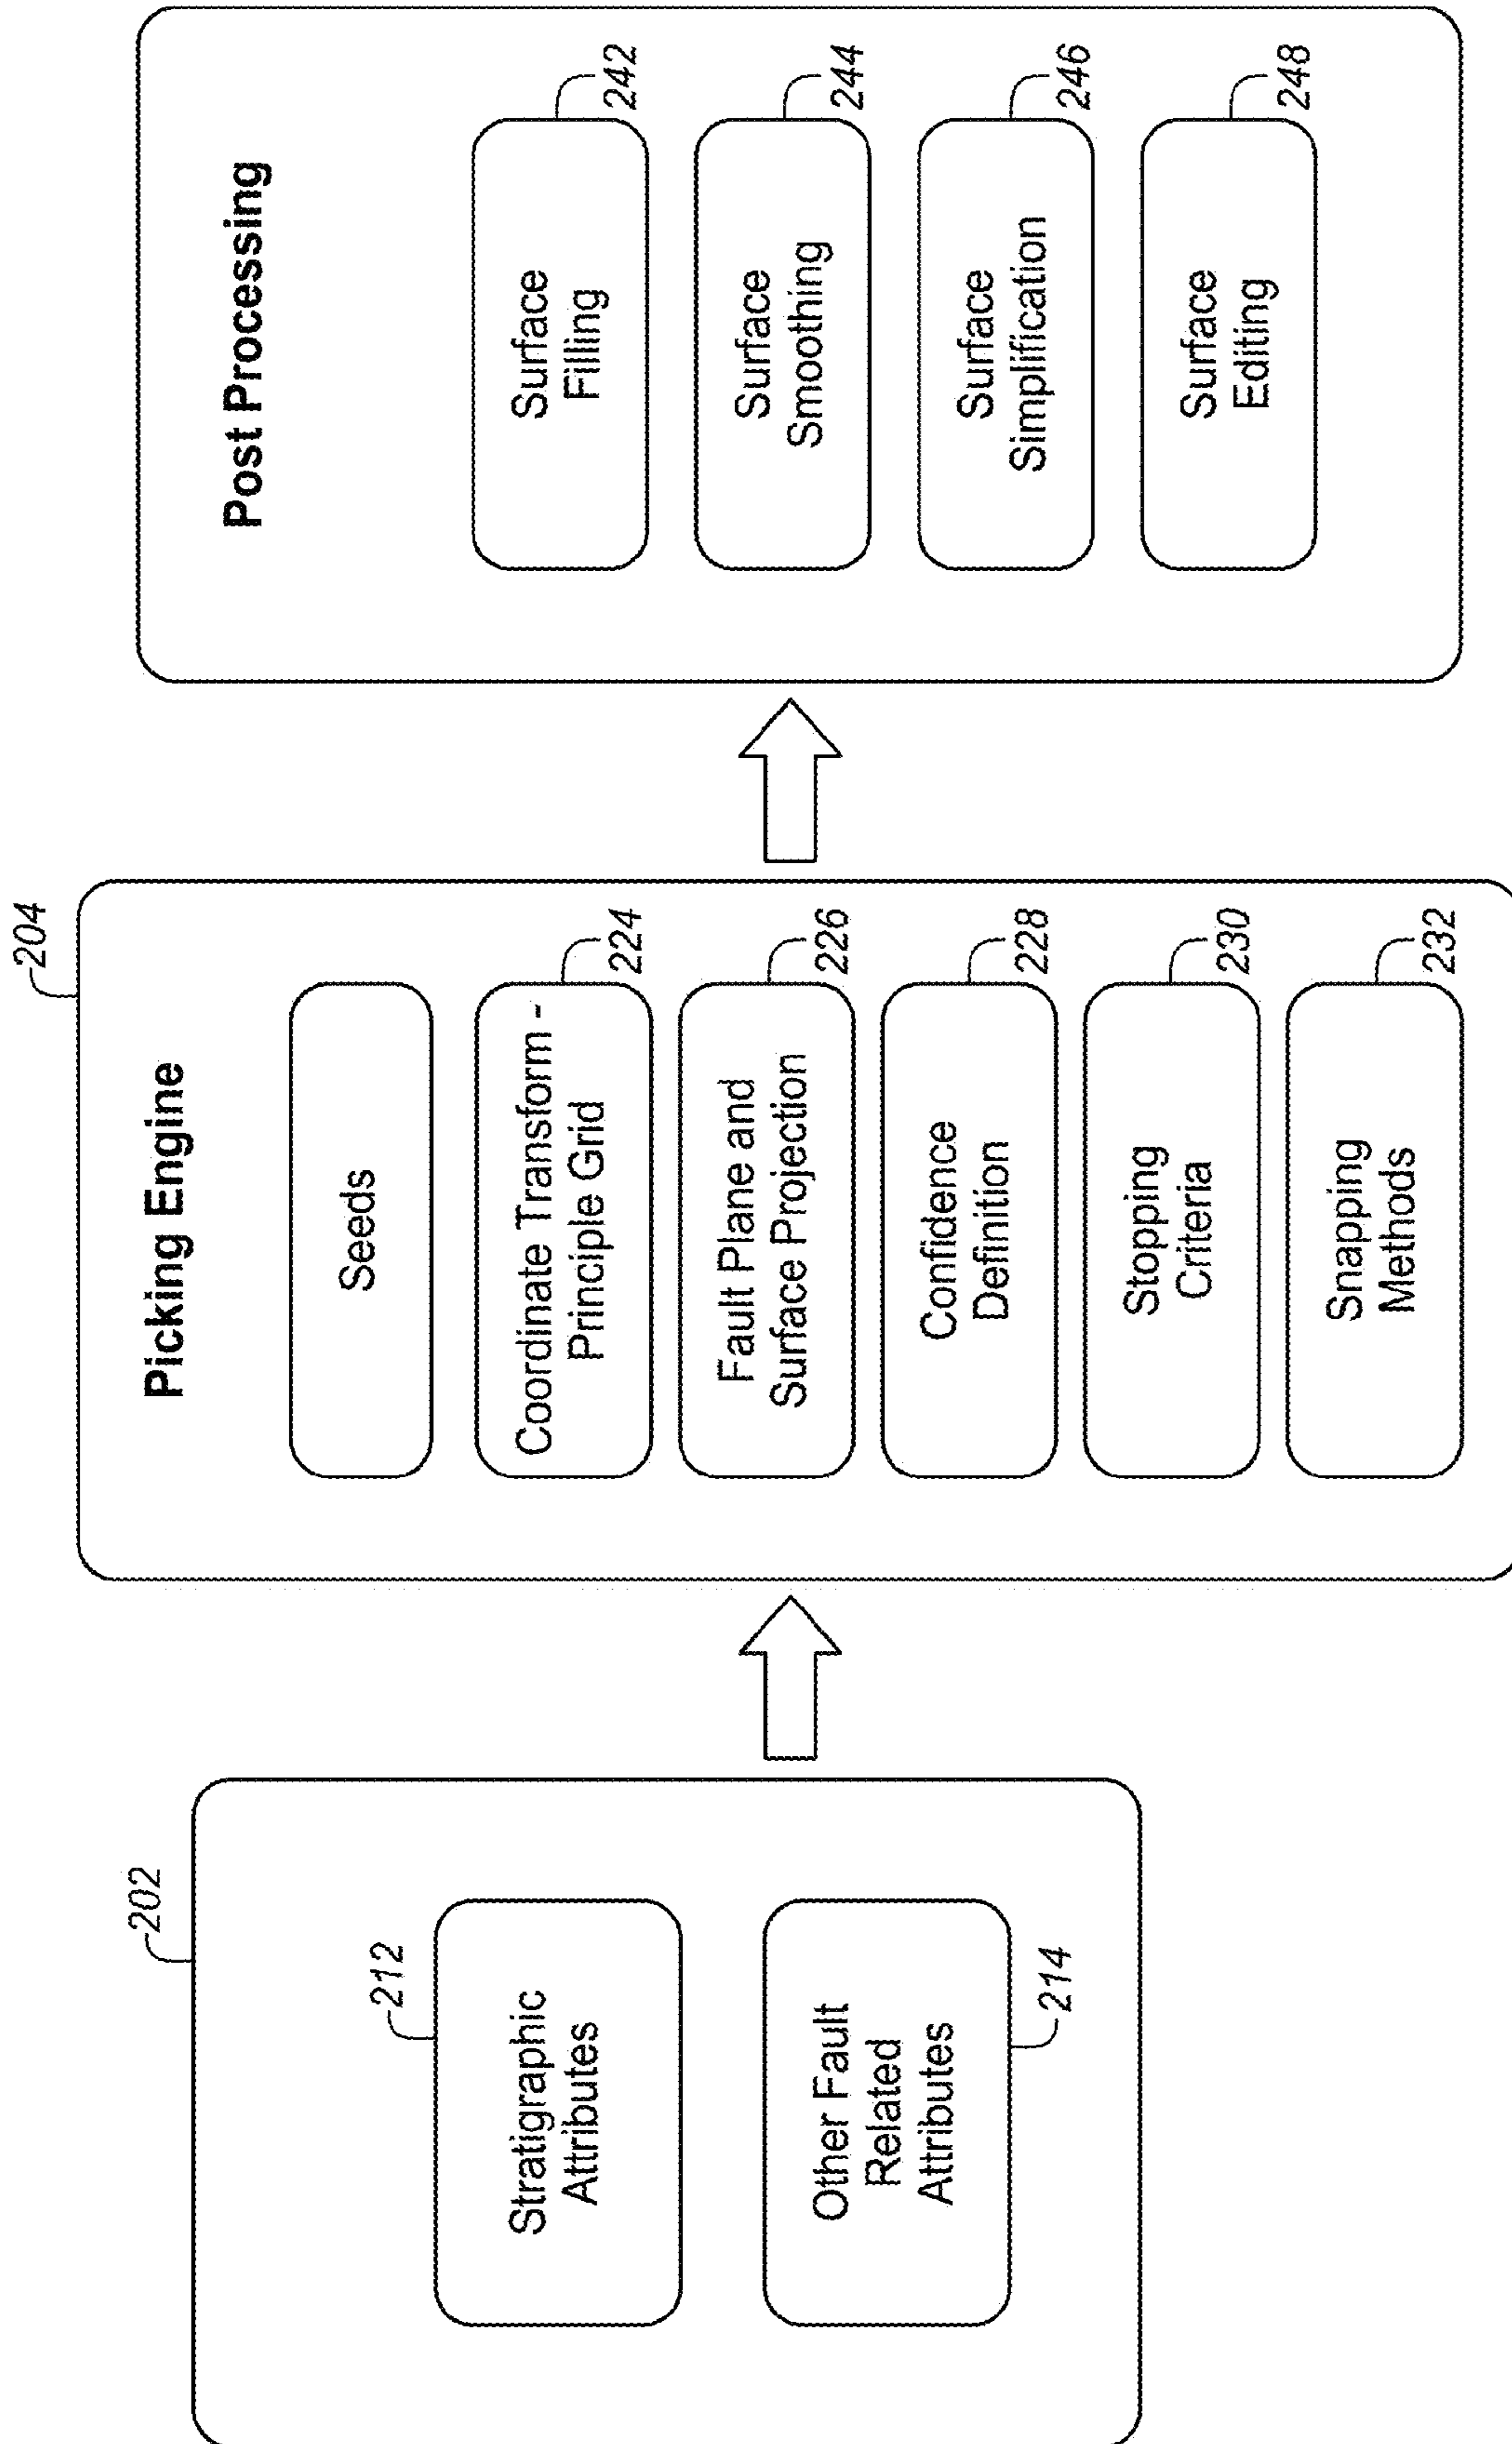 202
212
Stratigraphic
Attributes
Other Fault
Related
Attributes
214
204
Picking Engine
Seeds
Coordinate Transform -
Principle Grid
224
Fault Plane and
Surface Projection
226
Confidence
Definition
228
Stopping
Criteria
230
Snapping
Methods
232
Post Processing
Surface
Filling
242
Surface
Smoothing
244
Surface
Simplification
246
Surface
Editing
248